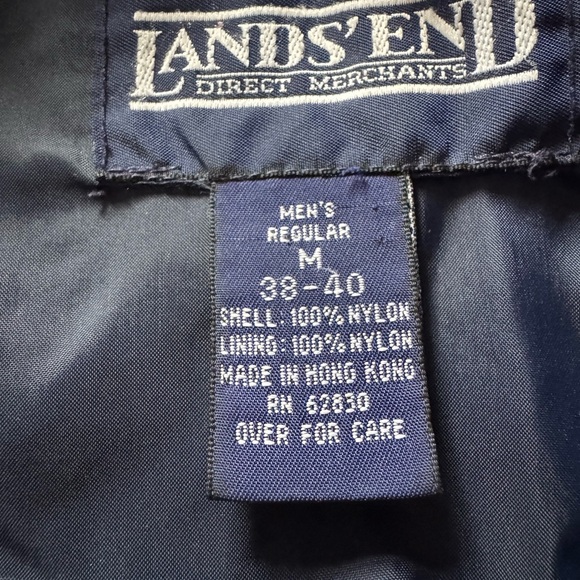 LANDS' END
DIRECT MERCHANTS
MEN'S
REGULAR
M
38-40
SHELL: 100% NYLON
LINING: 100% NYLON
MADE IN HONG KONG
RN 62830
OVER FOR CARE